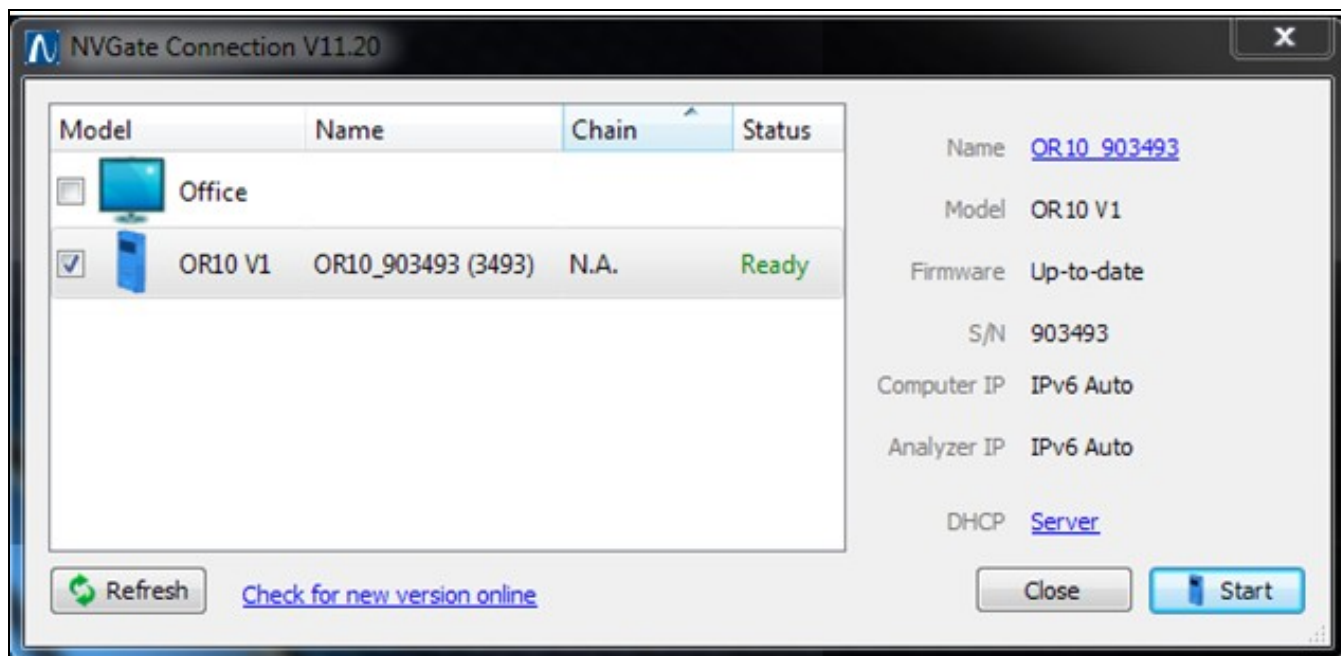 NVGate Connection V11.20
x
Model Name Chain Status
Office
OR10 V1 OR10_903493 (3493) N.A. Ready
Name OR10_903493
Model OR10 V1
Firmware Up-to-date
S/N 903493
Computer IP IPv6 Auto
Analyzer IP IPv6 Auto
DHCP Server
Refresh Check for new version online Close Start